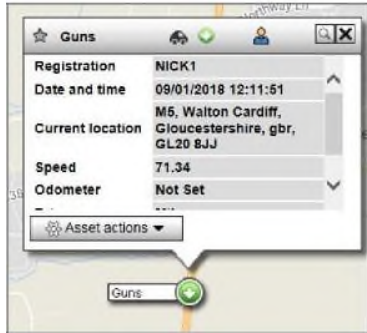 Guns
Registration NICK1
Date and time 09/01/2018 12:11:51
Current location M5, Walton Cardiff,
Gloucestershire, gbr,
GL20 8JJ
Speed 71.34
Odometer Not Set
Asset actions
Guns